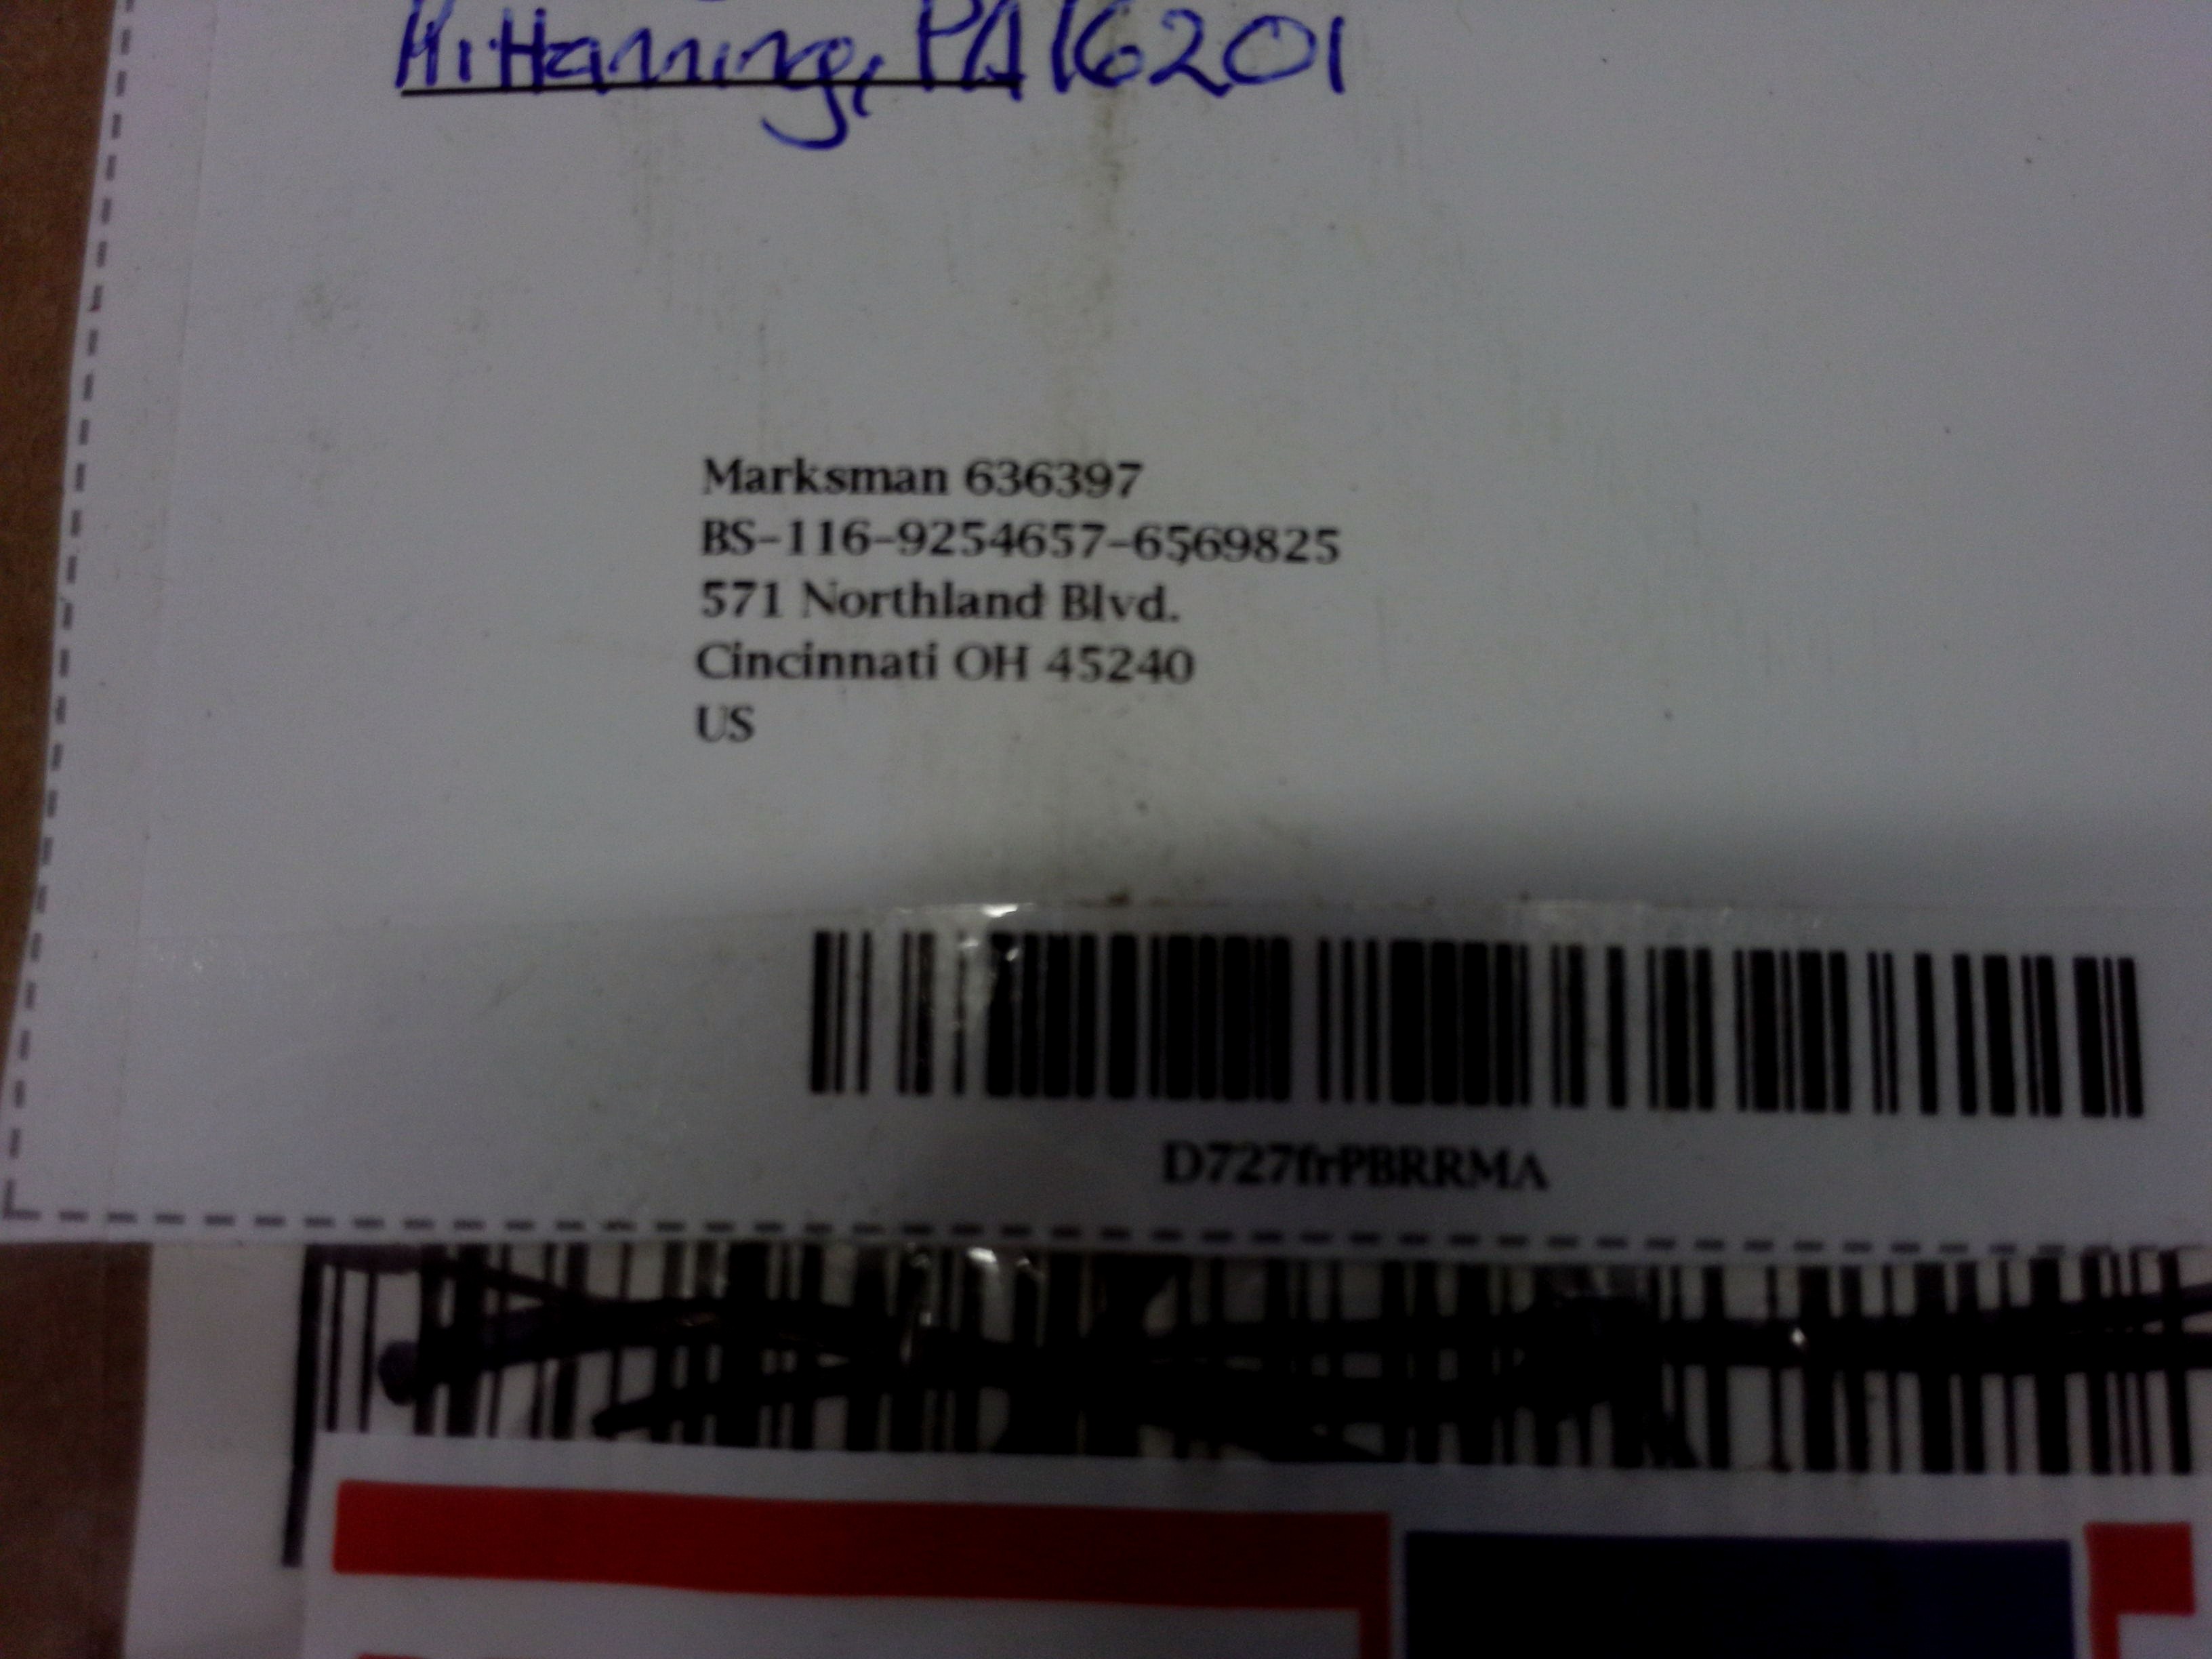 Kittanning, PA 16201
Marksman 636397
BS-116-9254657-6569825
571 Northland Blvd.
Cincinnati OH 45240
US
D727frPBRRMA